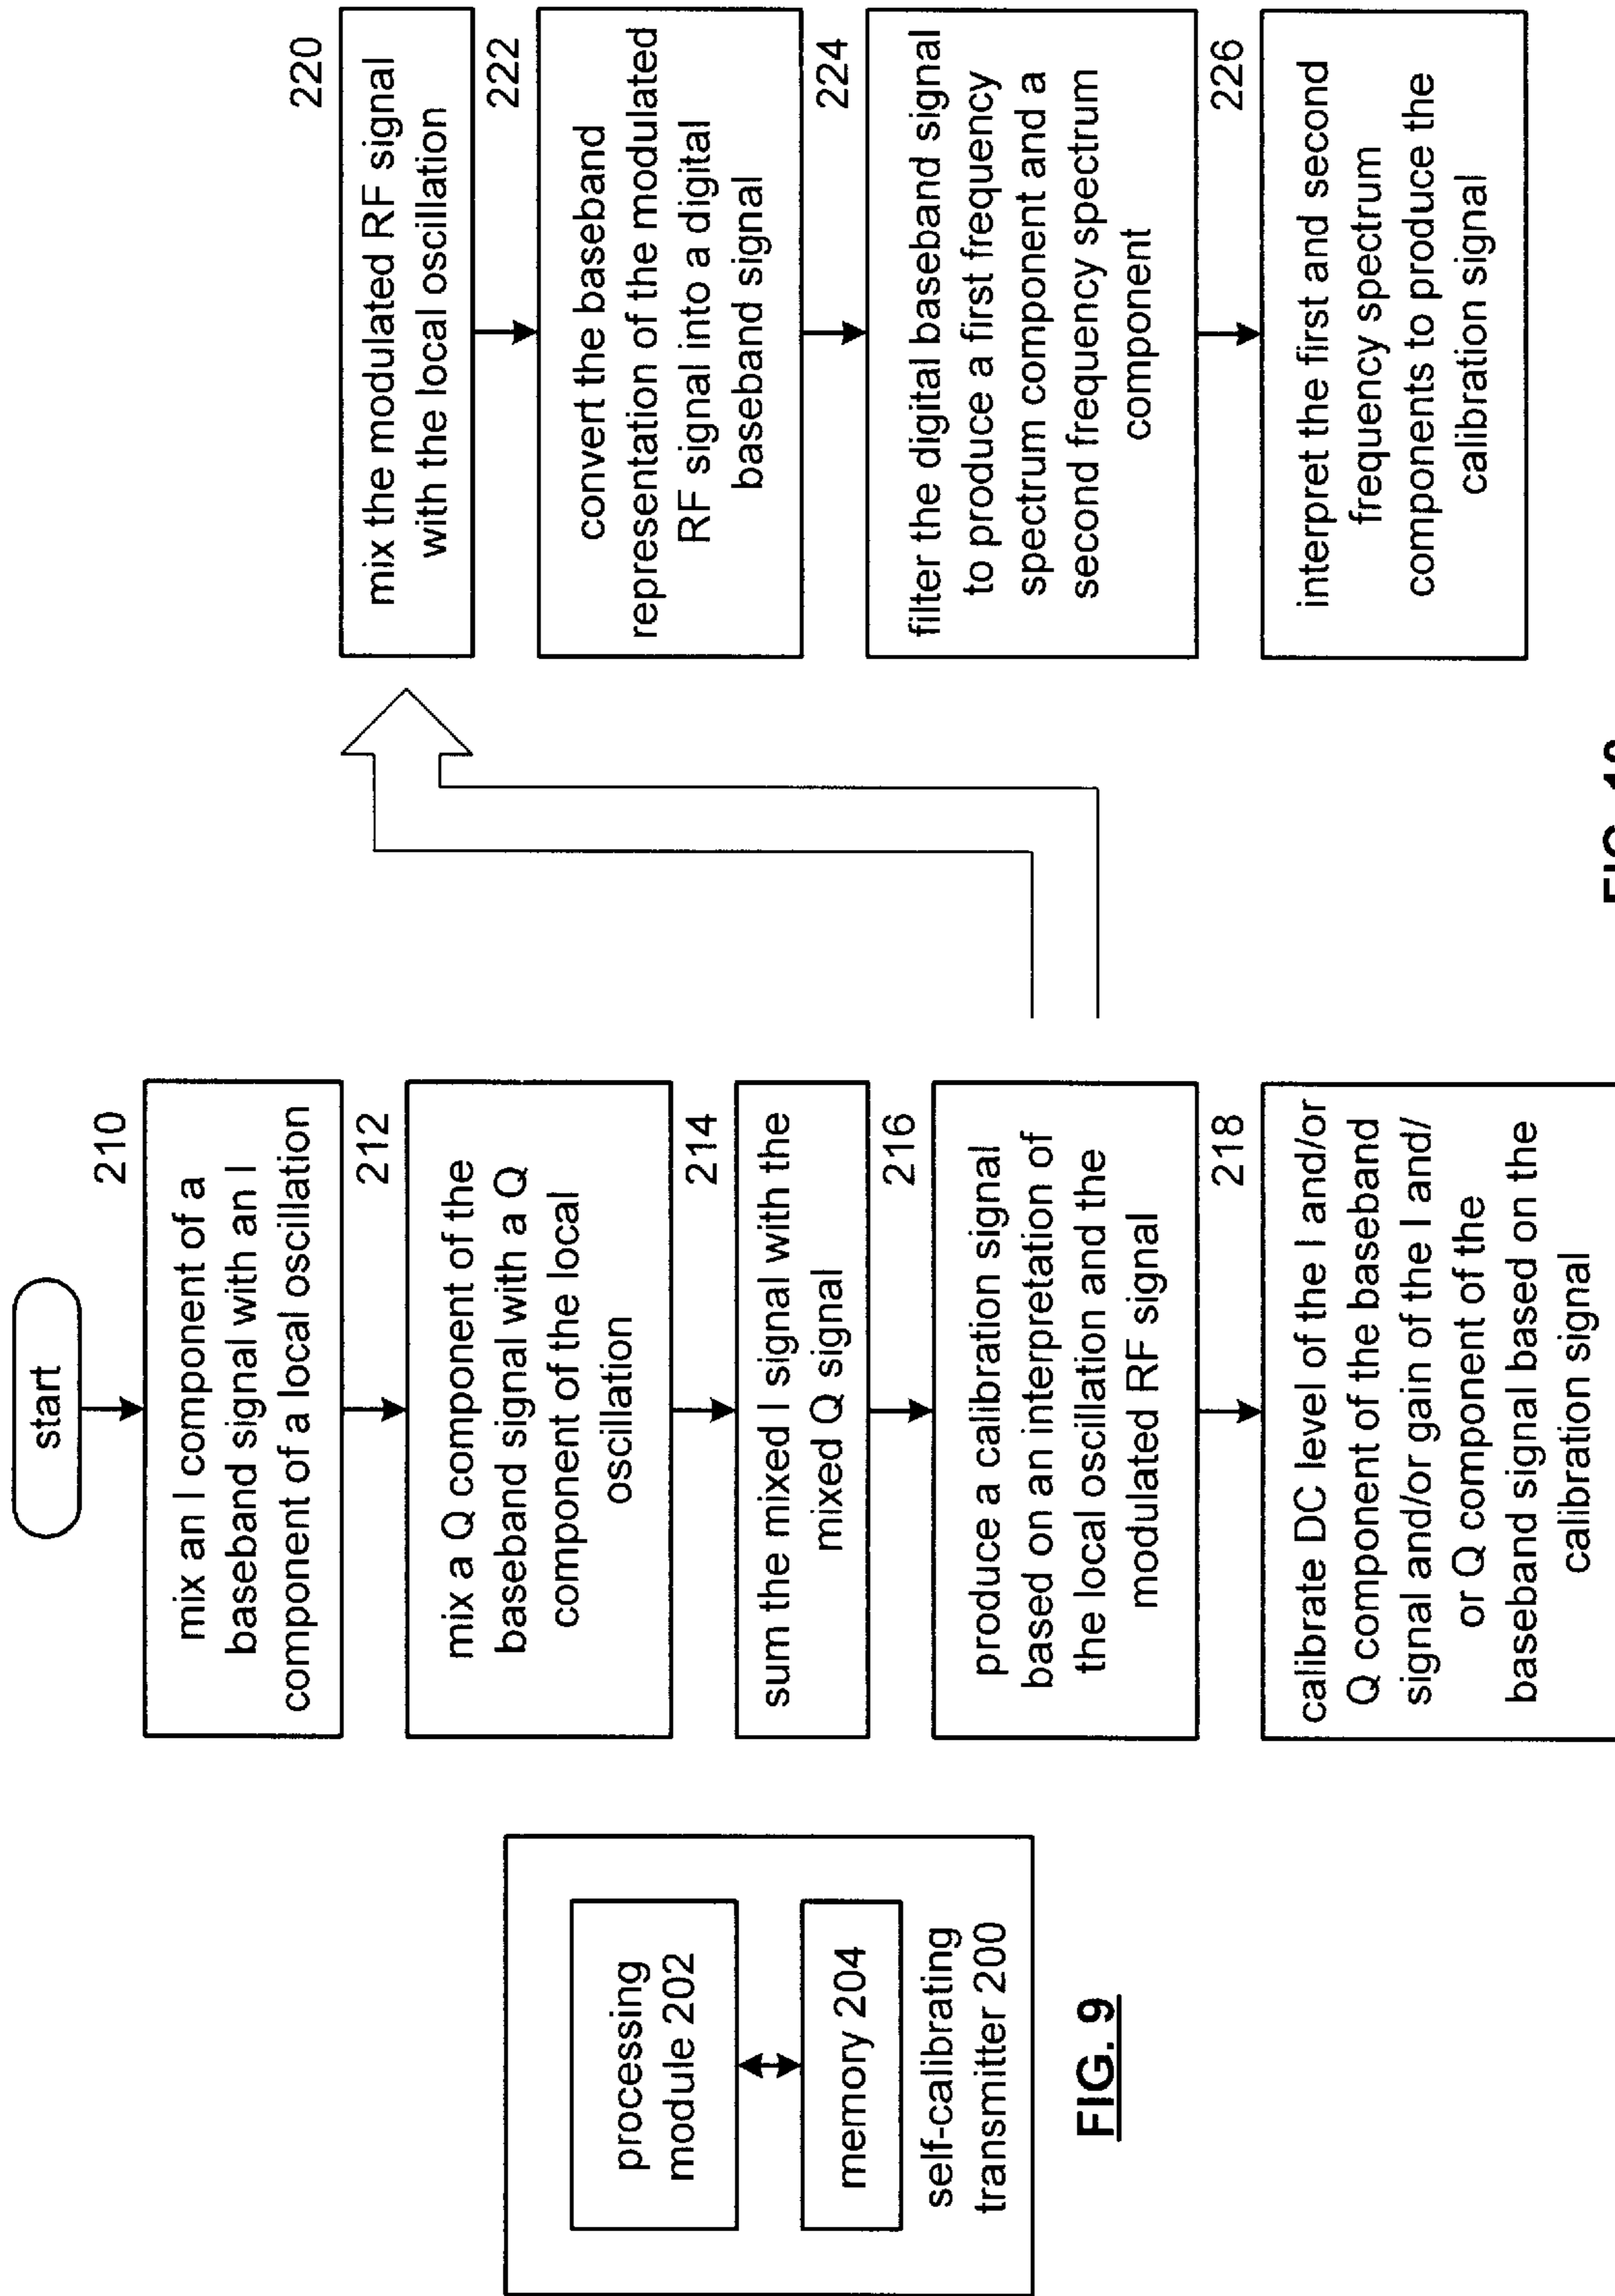 processing
module 202
memory 204
self-calibrating
transmitter 200
FIG. 9
start
210
mix an I component of a
baseband signal with an I
component of a local oscillation
212
mix a Q component of the
baseband signal with a Q
component of the local
oscillation
214
sum the mixed I signal with the
mixed Q signal
216
produce a calibration signal
based on an interpretation of
the local oscillation and the
modulated RF signal
218
calibrate DC level of the I and/or
Q component of the baseband
signal and/or gain of the I and/
or Q component of the
baseband signal based on the
calibration signal
220
mix the modulated RF signal
with the local oscillation
222
convert the baseband
representation of the modulated
RF signal into a digital
baseband signal
224
filter the digital baseband signal
to produce a first frequency
spectrum component and a
second frequency spectrum
component
226
interpret the first and second
frequency spectrum
components to produce the
calibration signal
FIG. 10